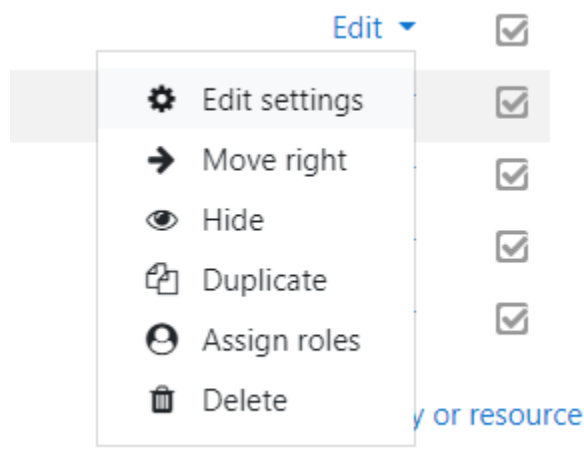 Edit
Edit settings
Move right
Hide
Duplicate
Assign roles
Delete
y or resource